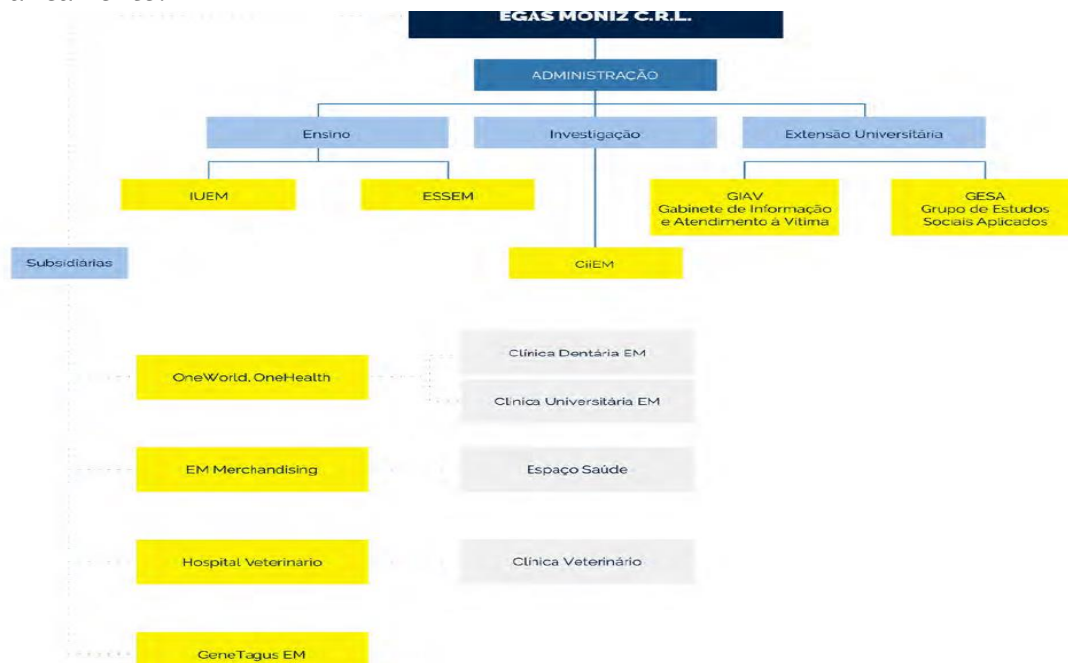 EGAS MONIZ C.R.L.
ADMINISTRAÇÃO
Ensino
Investigação
Extensão Universitária
IUEM
ESSEM
GIAV
Gabinete de Informação
e Atendimento à Vítima
GESA
Grupo de Estudos
Sociais Aplicados
Subsidiárias
CiiEM
OneWorld, OneHealth
Clínica Dentária EM
Clínica Universitária EM
EM Merchandising
Espaço Saúde
Hospital Veterinário
Clínica Veterinário
GeneTagus EM